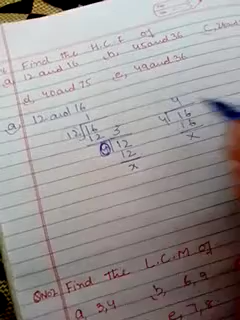 Find the H.C.F of
a, 12 and 16 b, 45 and 36
d, 40 and 75 e, 49 and 36
a, 12 and 16
1 4
12 16 3 4 16
12 16
4 12 x
12
x
QNo2 Find the L.C.M of
a, 3,4 b, 6,9
e, 7,8